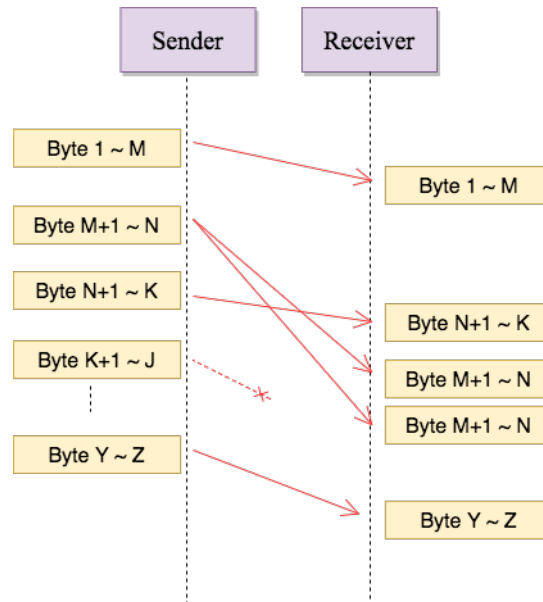 Sender
Receiver
Byte 1 ~ M
Byte 1 ~ M
Byte M+1 ~ N
Byte N+1 ~ K
Byte N+1 ~ K
Byte K+1 ~ J
Byte M+1 ~ N
Byte M+1 ~ N
Byte Y ~ Z
Byte Y ~ Z